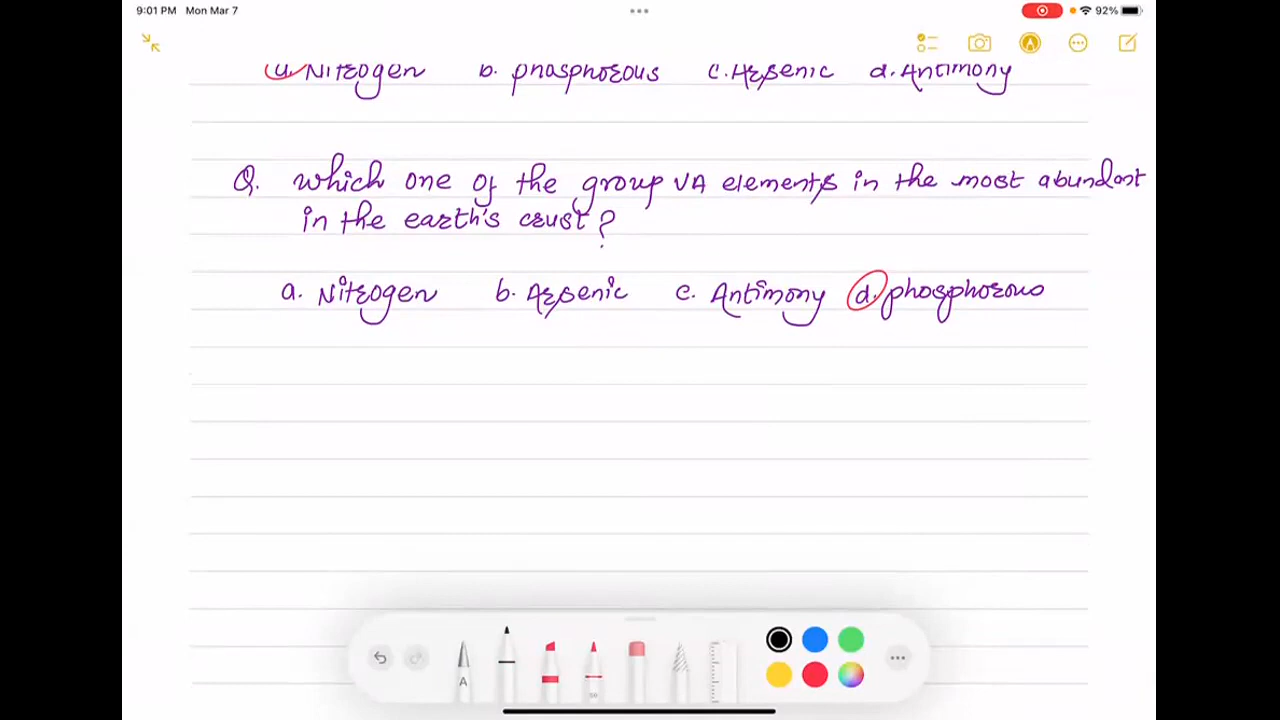 9:01 PM Mon Mar 7 92%
a. Nitrogen b. phosphorous c. Arsenic d. Antimony
Q. which one of the group VA elements in the most abundant
in the earth's crust?
a. Nitrogen b. Arsenic c. Antimony d. phosphorous
A
50